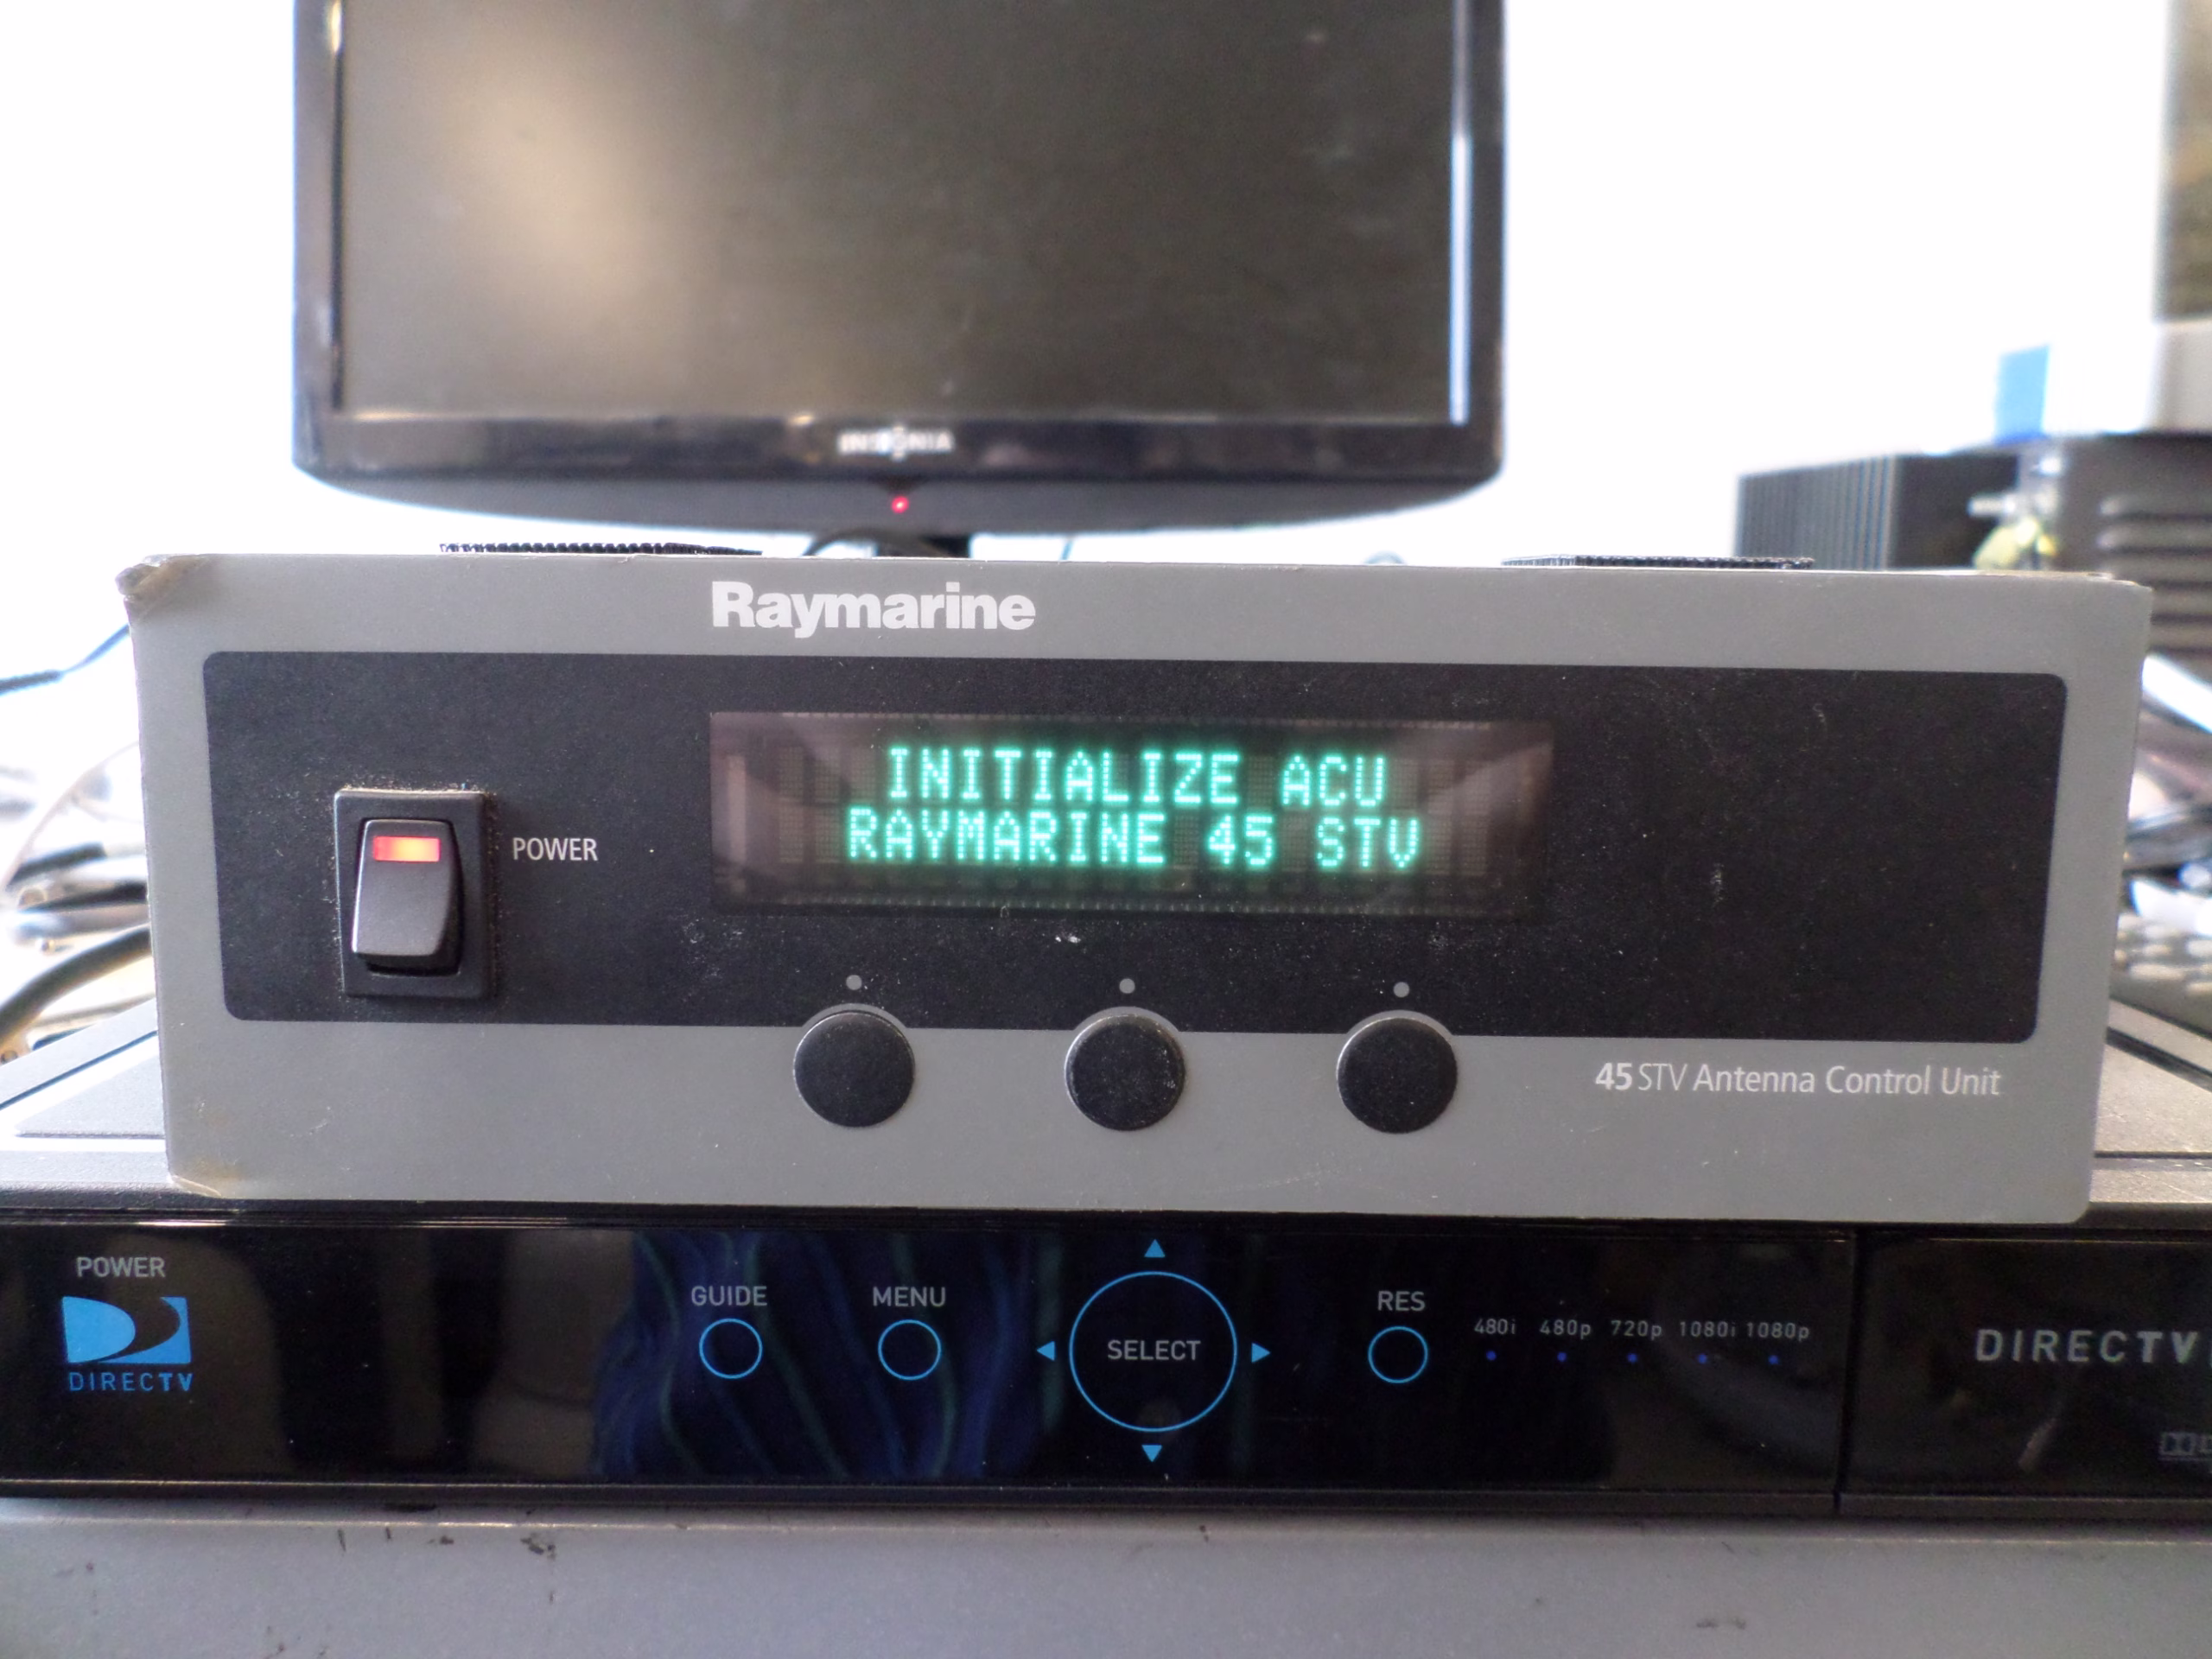 INSIGNIA
Raymarine
INITIALIZE ACU
RAYMARINE 45 STV
POWER
45 STV Antenna Control Unit
POWER
DIRECTV
GUIDE
MENU
SELECT
RES
480i 480p 720p 1080i 1080p
DIRECTV